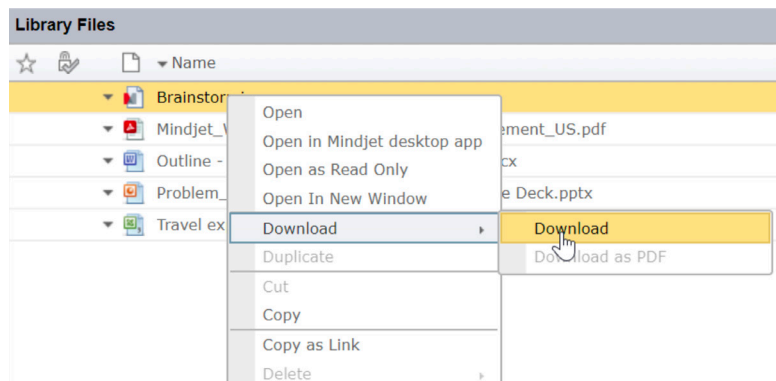 Library Files
Name
Brainstor
Open
Mindjet_ ement_US.pdf
Open in Mindjet desktop app
Outline - cx
Open as Read Only
Problem_ e Deck.pptx
Open In New Window
Travel ex
Download Download
Duplicate Download as PDF
Cut
Copy
Copy as Link
Delete